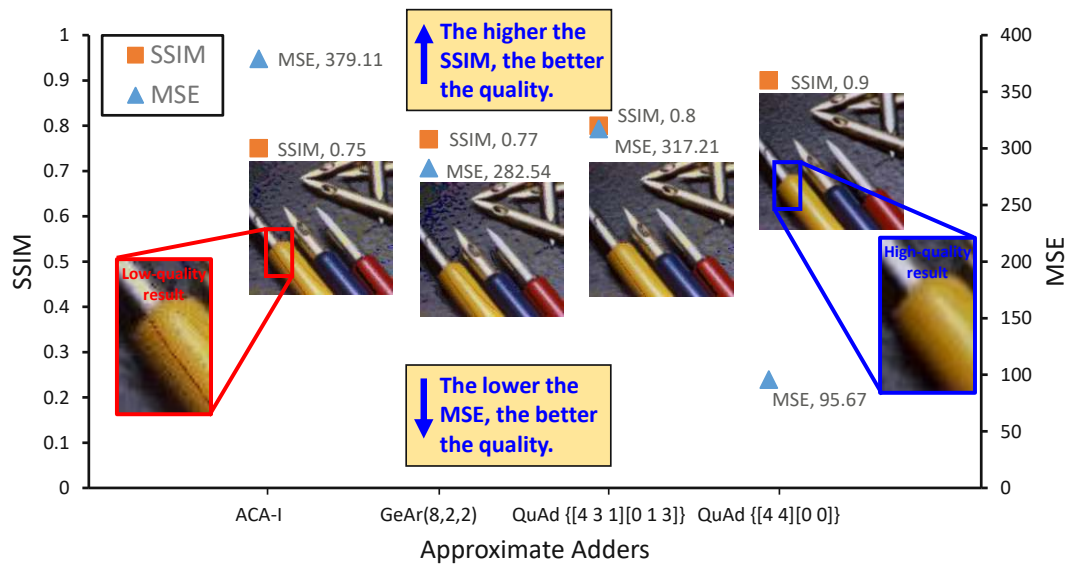 1
0.9
0.8
0.7
0.6
0.5
0.4
0.3
0.2
0.1
0
SSIM
SSIM
MSE
MSE, 379.11
SSIM, 0.75
The higher the
SSIM, the better
the quality.
SSIM, 0.77
MSE, 282.54
SSIM, 0.8
MSE, 317.21
SSIM, 0.9
Low-quality
result
High-quality
result
The lower the
MSE, the better
the quality.
MSE, 95.67
400
350
300
250
200
150
100
50
0
MSE
ACA-I
GeAr(8,2,2)
QuAd {[4 3 1][0 1 3]}
QuAd {[4 4][0 0]}
Approximate Adders